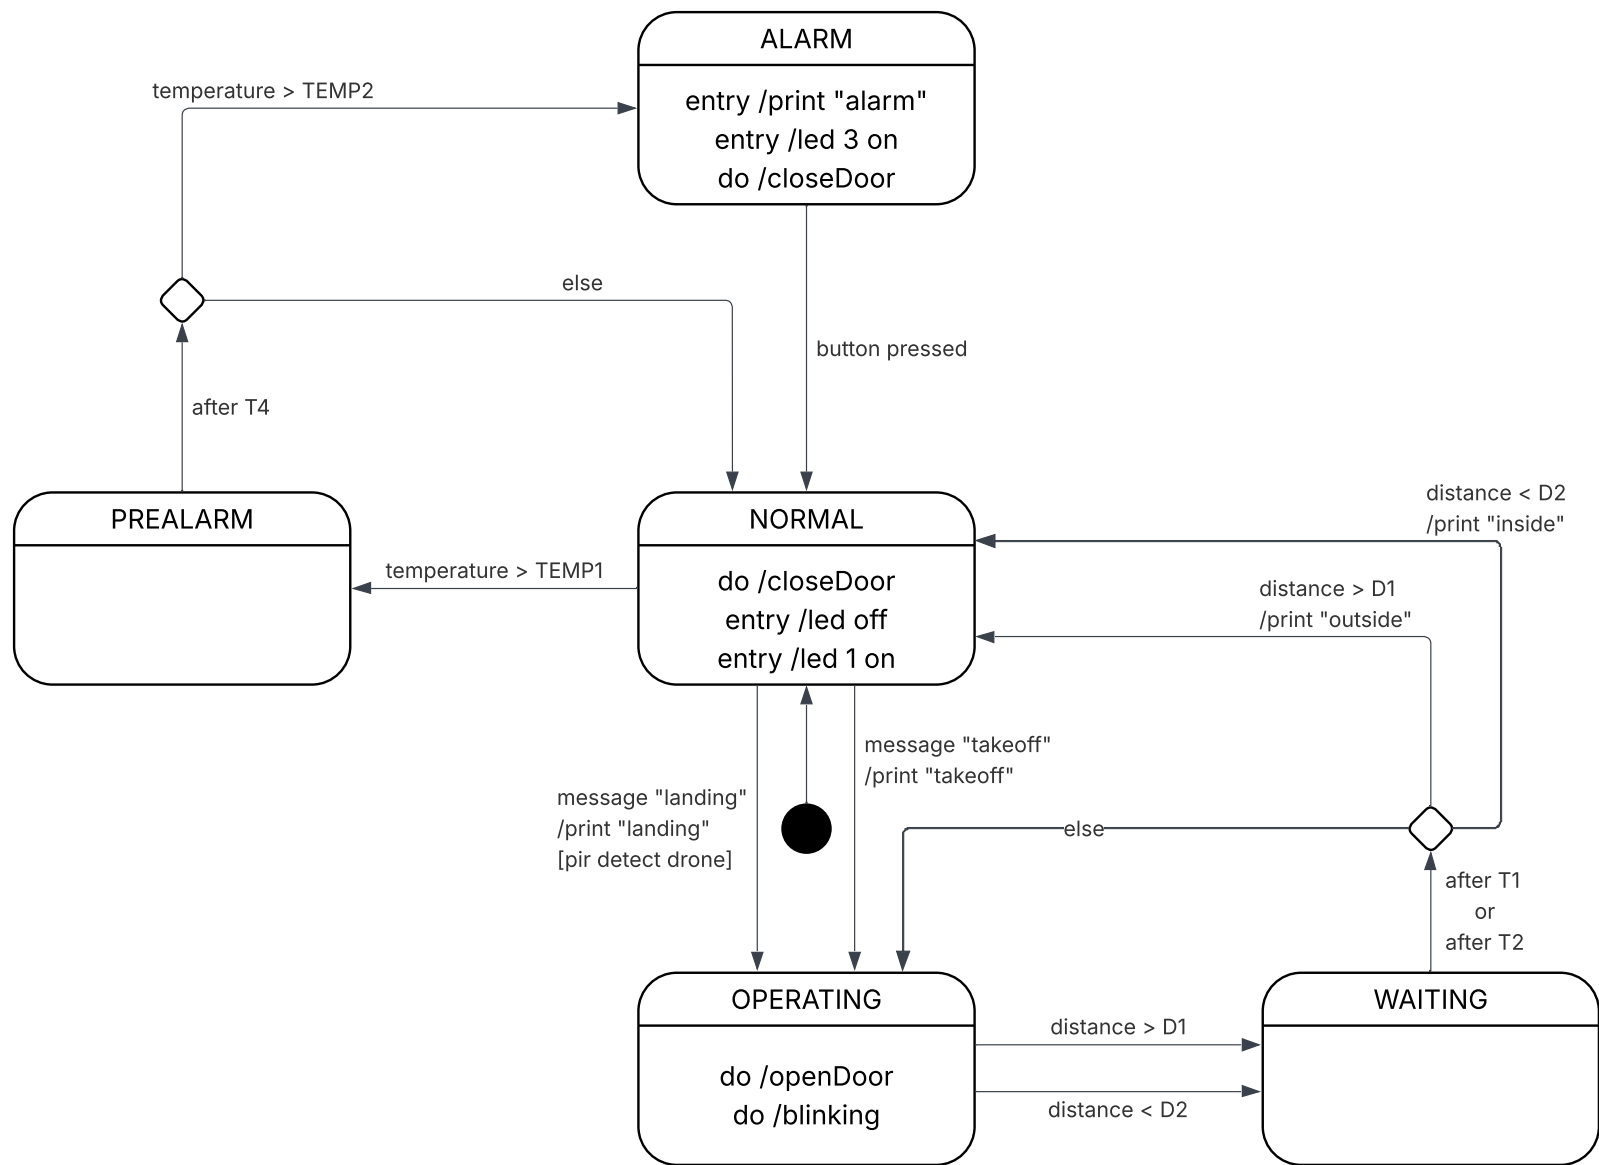 ALARM
entry /print "alarm"
entry /led 3 on
do /closeDoor
temperature > TEMP2
else
button pressed
after T4
PREALARM
temperature > TEMP1
NORMAL
do /closeDoor
entry /led off
entry /led 1 on
distance < D2
/print "inside"
distance > D1
/print "outside"
message "landing"
/print "landing"
[pir detect drone]
message "takeoff"
/print "takeoff"
else
after T1
or
after T2
OPERATING
do /openDoor
do /blinking
distance > D1
distance < D2
WAITING